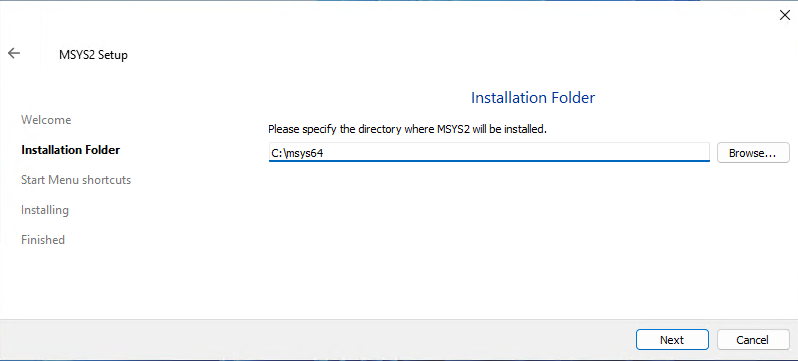 MSYS2 Setup
Installation Folder
Welcome
Installation Folder
Start Menu shortcuts
Installing
Finished
Please specify the directory where MSYS2 will be installed.
C:\msys64
Browse...
Next
Cancel